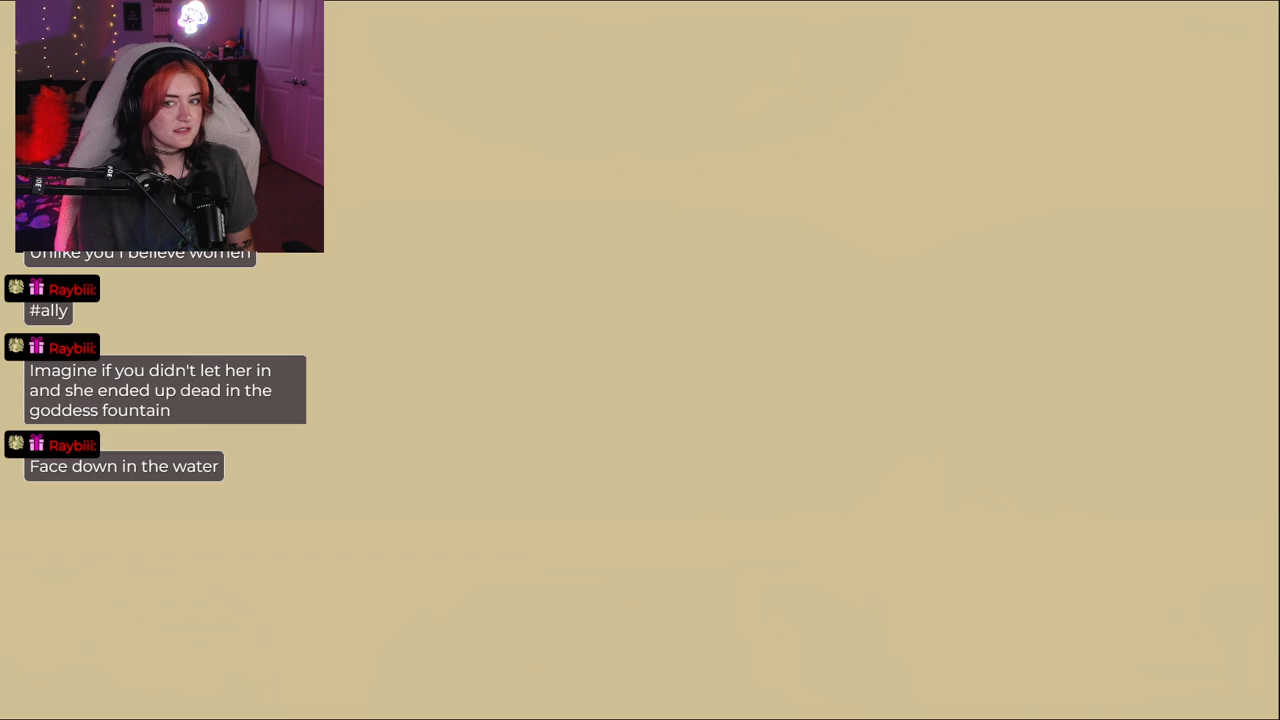 Unlike you I believe women
Raybiii:
#ally
Raybiii:
Imagine if you didn't let her in
and she ended up dead in the
goddess fountain
Raybiii:
Face down in the water